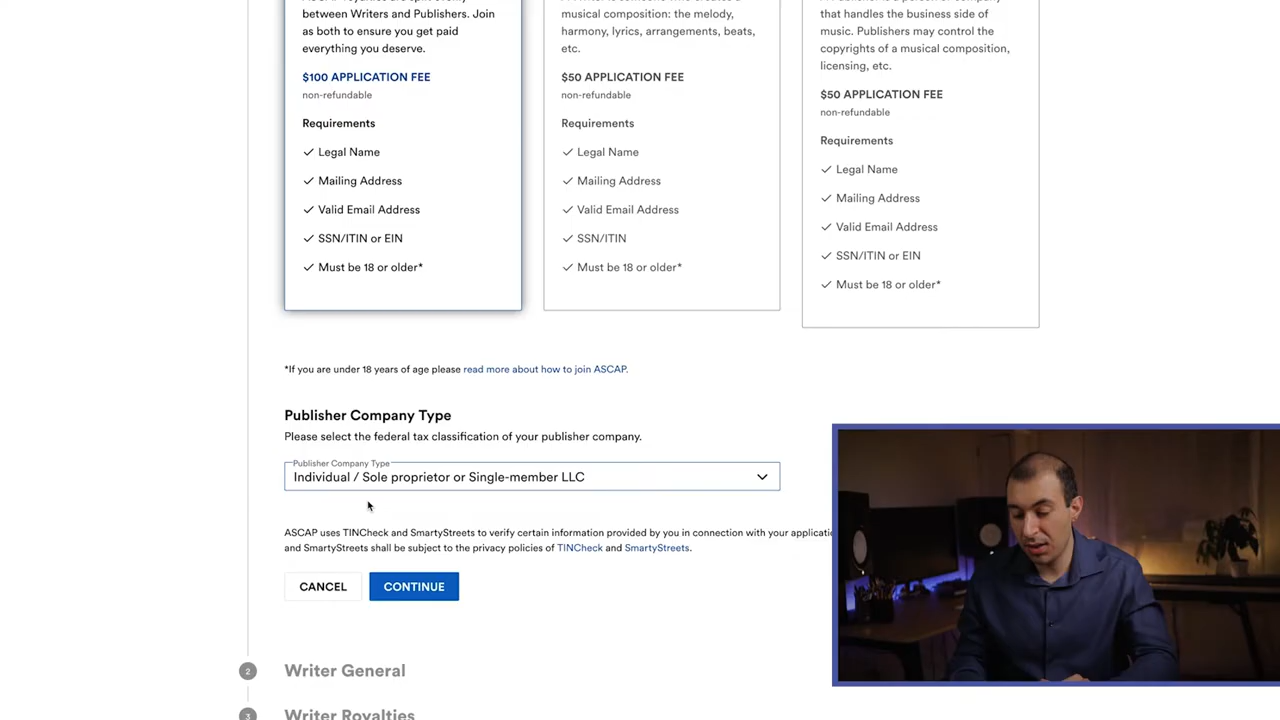 between Writers and Publishers. Join
as both to ensure you get paid
everything you deserve.
$100 APPLICATION FEE
non-refundable
Requirements
Legal Name
Mailing Address
Valid Email Address
SSN/ITIN or EIN
Must be 18 or older*
musical composition: the melody,
harmony, lyrics, arrangements, beats,
etc.
$50 APPLICATION FEE
non-refundable
Requirements
Legal Name
Mailing Address
Valid Email Address
SSN/ITIN
Must be 18 or older*
that handles the business side of
music. Publishers may control the
copyrights of a musical composition,
licensing, etc.
$50 APPLICATION FEE
non-refundable
Requirements
Legal Name
Mailing Address
Valid Email Address
SSN/ITIN or EIN
Must be 18 or older*
*If you are under 18 years of age please read more about how to join ASCAP.
Publisher Company Type
Please select the federal tax classification of your publisher company.
Publisher Company Type
Individual / Sole proprietor or Single-member LLC
ASCAP uses TINCheck and SmartyStreets to verify certain information provided by you in connection with your
and SmartyStreets shall be subject to the privacy policies of TINCheck and SmartyStreets.
CANCEL
CONTINUE
2
Writer General
3
Writer Royalties